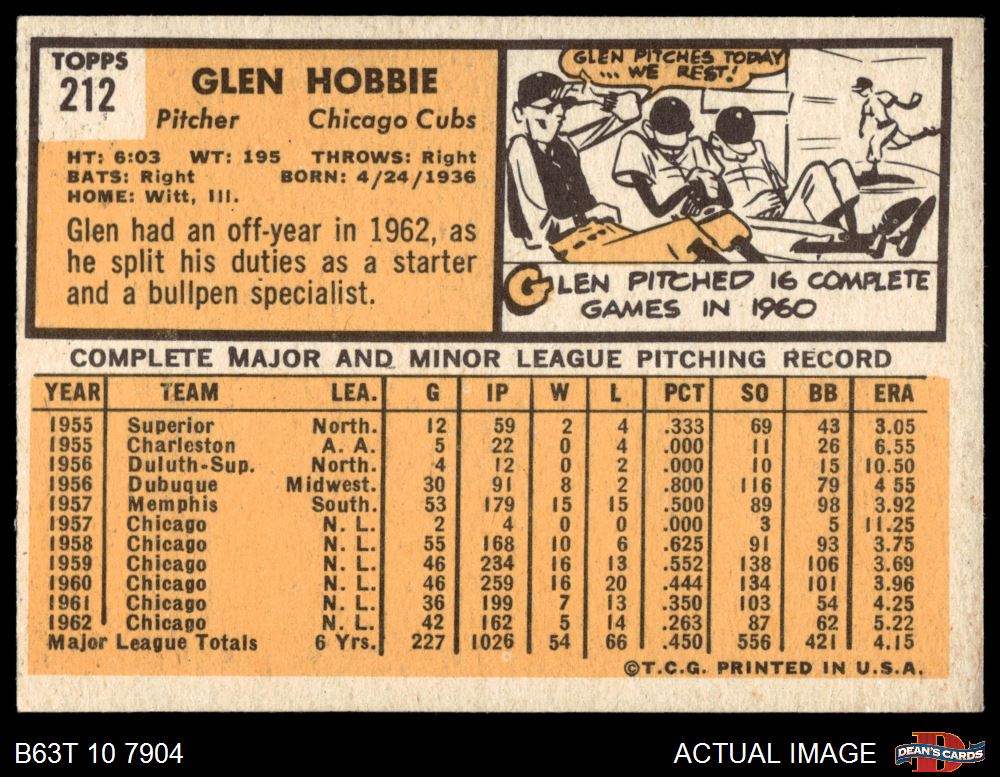 TOPPS
212
GLEN HOBBIE
Pitcher Chicago Cubs
HT: 6:03 WT: 195 THROWS: Right
BATS: Right BORN: 4/24/1936
HOME: Witt, Ill.
Glen had an off-year in 1962, as
he split his duties as a starter
and a bullpen specialist.
GLEN PITCHES TODAY
... WE REST!
GLEN PITCHED 16 COMPLETE
GAMES IN 1960
COMPLETE MAJOR AND MINOR LEAGUE PITCHING RECORD
YEAR TEAM LEA. G IP W L PCT SO BB ERA
1955 Superior North. 12 59 2 4 .333 69 43 3.05
1955 Charleston A. A. 5 22 0 4 .000 11 26 6.55
1956 Duluth-Sup. North. 4 12 0 2 .000 10 15 10.50
1956 Dubuque Midwest. 30 91 8 2 .800 116 79 4 55
1957 Memphis South. 53 179 15 15 .500 89 98 3.92
1957 Chicago N. L. 2 4 0 0 .000 3 5 11.25
1958 Chicago N. L. 55 168 10 6 .625 91 93 3.75
1959 Chicago N. L. 46 234 16 13 .552 138 106 3.69
1960 Chicago N. L. 46 259 16 20 .444 134 101 3.96
1961 Chicago N. L. 36 199 7 13 .350 103 54 4.25
1962 Chicago N. L. 42 162 5 14 .263 87 62 5.22
Major League Totals 6 Yrs. 227 1026 54 66 .450 556 421 4.15
©T.C.G. PRINTED IN U.S.A.
B63T 10 7904 ACTUAL IMAGE DEAN'S CARDS